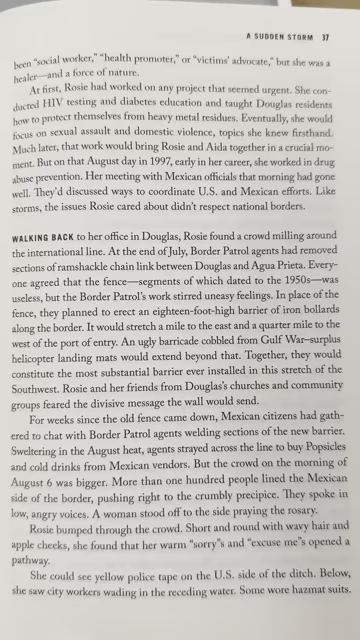 A SUDDEN STORM 37
been “social worker,” “health promoter,” or “victims’ advocate,” but she was a
healer—and a force of nature.
At first, Rosie had worked on any project that seemed urgent. She con-
ducted HIV testing and diabetes education and taught Douglas residents
how to protect themselves from heavy metal residues. Eventually, she would
focus on sexual assault and domestic violence, topics she knew firsthand.
Much later, that work would bring Rosie and Aida together in a crucial mo-
ment. But on that August day in 1997, early in her career, she worked in drug
abuse prevention. Her meeting with Mexican officials that morning had gone
well. They’d discussed ways to coordinate U.S. and Mexican efforts. Like
storms, the issues Rosie cared about didn’t respect national borders.
WALKING BACK to her office in Douglas, Rosie found a crowd milling around
the international line. At the end of July, Border Patrol agents had removed
sections of ramshackle chain link between Douglas and Agua Prieta. Every-
one agreed that the fence—segments of which dated to the 1950s—was
useless, but the Border Patrol’s work stirred uneasy feelings. In place of the
fence, they planned to erect an eighteen-foot-high barrier of iron bollards
along the border. It would stretch a mile to the east and a quarter mile to the
west of the port of entry. An ugly barricade cobbled from Gulf War–surplus
helicopter landing mats would extend beyond that. Together, they would
constitute the most substantial barrier ever installed in this stretch of the
Southwest. Rosie and her friends from Douglas’s churches and community
groups feared the divisive message the wall would send.
For weeks since the old fence came down, Mexican citizens had gath-
ered to chat with Border Patrol agents welding sections of the new barrier.
Sweltering in the August heat, agents strayed across the line to buy Popsicles
and cold drinks from Mexican vendors. But the crowd on the morning of
August 6 was bigger. More than one hundred people lined the Mexican
side of the border, pushing right to the crumbly precipice. They spoke in
low, angry voices. A woman stood off to the side praying the rosary.
Rosie bumped through the crowd. Short and round with wavy hair and
apple cheeks, she found that her warm “sorry”s and “excuse me”s opened a
pathway.
She could see yellow police tape on the U.S. side of the ditch. Below,
she saw city workers wading in the receding water. Some wore hazmat suits.